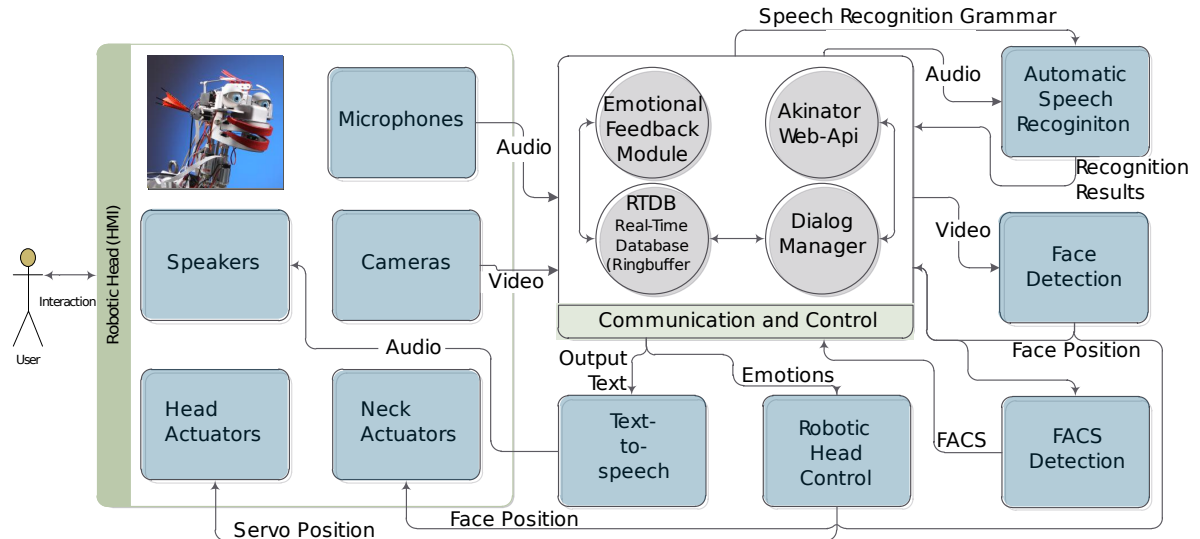 Speech Recognition Grammar
Microphones
Audio
Emotional
Feedback
Module
Akinator
Web-Api
Audio
Automatic
Speech
Recoginiton
Recognition
Results
Robotic Head (HMI)
Speakers
Cameras
Video
RTDB
Real-Time
Database
(Ringbuffer
Dialog
Manager
Video
Face
Detection
Interaction
User
Communication and Control
Audio
Output
Text
Emotions
Face Position
Head
Actuators
Neck
Actuators
Text-
to-
speech
Robotic
Head
Control
FACS
FACS
Detection
Servo Position
Face Position